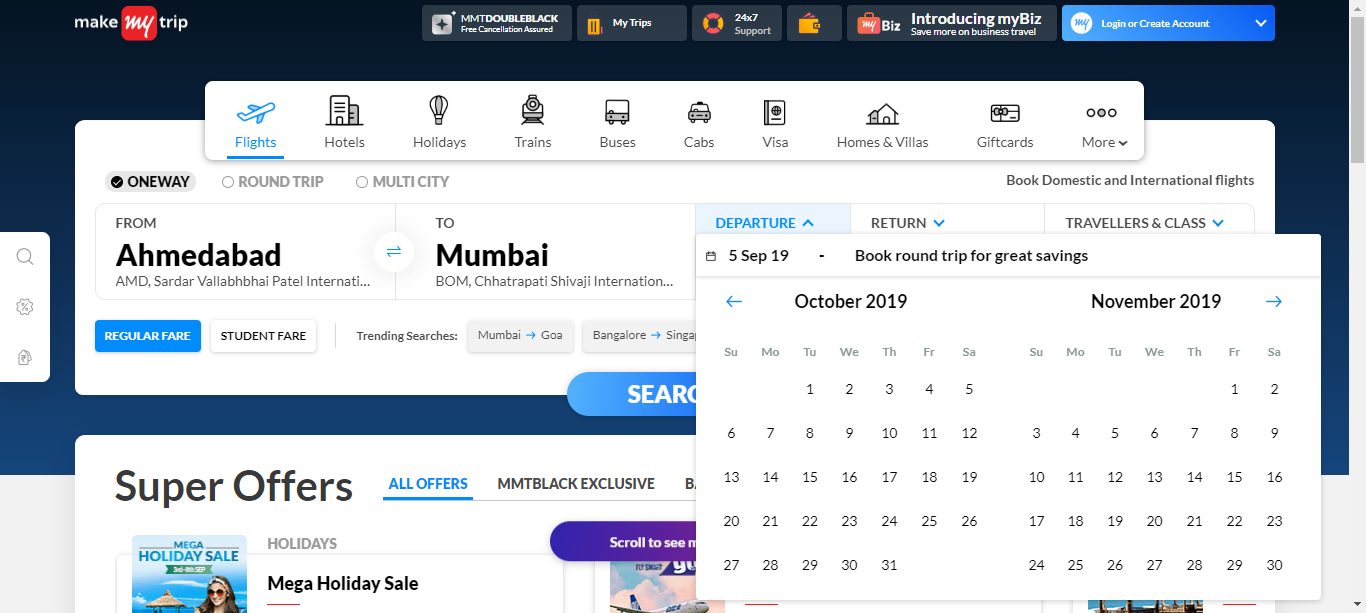 make my trip
MMTDOUBLEBLACK
Free Cancellation Assured
My Trips
24x7
Support
my Biz
Introducing myBiz
Save more on business travel
my
Login or Create Account
Flights
Hotels
Holidays
Trains
Buses
Cabs
Visa
Homes & Villas
Giftcards
More
ONEWAY
ROUND TRIP
MULTI CITY
Book Domestic and International flights
FROM
Ahmedabad
AMD, Sardar Vallabhbhai Patel Internati...
TO
Mumbai
BOM, Chhatrapati Shivaji Internation...
DEPARTURE
RETURN
TRAVELLERS & CLASS
5 Sep 19 - Book round trip for great savings
October 2019
Su Mo Tu We Th Fr Sa
1 2 3 4 5
6 7 8 9 10 11 12
13 14 15 16 17 18 19
20 21 22 23 24 25 26
27 28 29 30 31
November 2019
Su Mo Tu We Th Fr Sa
1 2
3 4 5 6 7 8 9
10 11 12 13 14 15 16
17 18 19 20 21 22 23
24 25 26 27 28 29 30
REGULAR FARE
STUDENT FARE
Trending Searches:
Mumbai → Goa
Bangalore → Singap
SEARC
Super Offers
ALL OFFERS
MMTBLACK EXCLUSIVE
Scroll to see m
MEGA
HOLIDAY SALE
3rd-8th SEP
HOLIDAYS
Mega Holiday Sale
FLY SMART